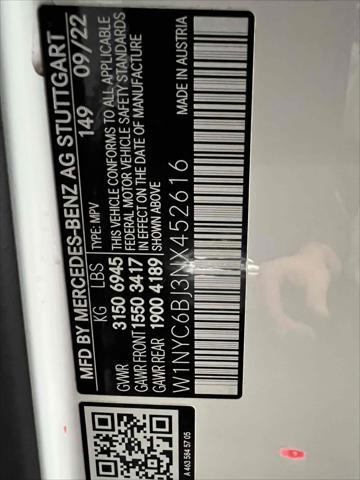 MFD BY MERCEDES-BENZ AG STUTTGART
149 09/22
KG LBS TYPE: MPV
GVWR 3150 6945 THIS VEHICLE CONFORMS TO ALL APPLICABLE
GAWR FRONT 1550 3417 FEDERAL MOTOR VEHICLE SAFETY STANDARDS
GAWR REAR 1900 4189 IN EFFECT ON THE DATE OF MANUFACTURE
SHOWN ABOVE MADE IN AUSTRIA
W1NYC6BJ3NX452616
A 463 584 57 05